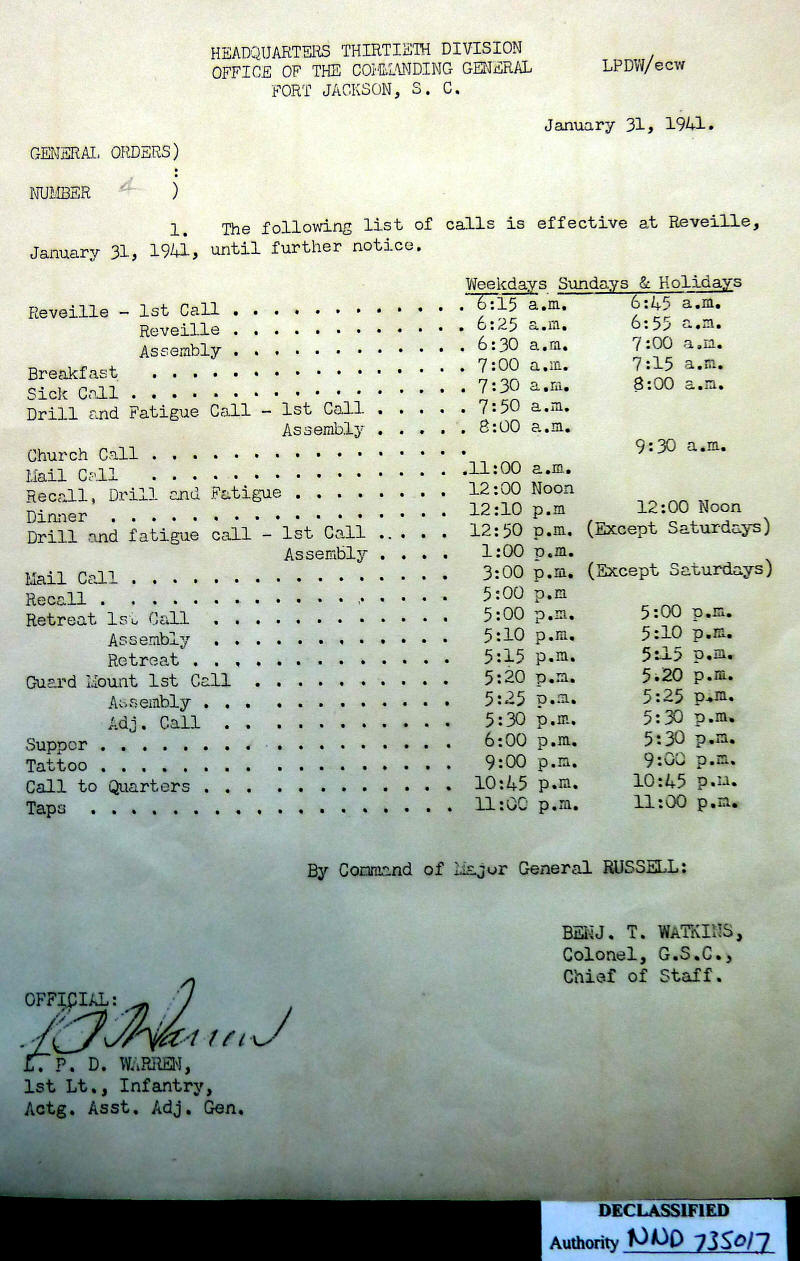 HEADQUARTERS THIRTIETH DIVISION
OFFICE OF THE COMMANDING GENERAL LPDW/ecw
FORT JACKSON, S. C.
January 31, 1941.
GENERAL ORDERS)
:
NUMBER 4 )
1. The following list of calls is effective at Reveille,
January 31, 1941, until further notice.
Weekdays Sundays & Holidays
Reveille - 1st Call . . . . . . . . . . . . 6:15 a.m. 6:45 a.m.
Reveille . . . . . . . . . . . . 6:25 a.m. 6:55 a.m.
Assembly . . . . . . . . . . . . 6:30 a.m. 7:00 a.m.
Breakfast . . . . . . . . . . . . . . . . 7:00 a.m. 7:15 a.m.
Sick Call . . . . . . . . . . . . . . . . . 7:30 a.m. 8:00 a.m.
Drill and Fatigue Call - 1st Call . . . . . 7:50 a.m.
Assembly . . . . . 8:00 a.m.
Church Call . . . . . . . . . . . . . . . . 9:30 a.m.
Mail Call . . . . . . . . . . . . . . . .11:00 a.m.
Recall, Drill and Fatigue . . . . . . . . 12:00 Noon
Dinner . . . . . . . . . . . . . . . . . 12:10 p.m 12:00 Noon
Drill and fatigue call - 1st Call .. . . . 12:50 p.m. (Except Saturdays)
Assembly . . . . 1:00 p.m.
Mail Call . . . . . . . . . . . . . . . . 3:00 p.m. (Except Saturdays)
Recall . . . . . . . . . . . . . . . . . 5:00 p.m
Retreat 1st Call . . . . . . . . . . . . 5:00 p.m. 5:00 p.m.
Assembly . . . . . . . . . . . . 5:10 p.m. 5:10 p.m.
Retreat . . . . . . . . . . . . . 5:15 p.m. 5:15 p.m.
Guard Mount 1st Call . . . . . . . . . . 5:20 p.m. 5.20 p.m.
Assembly . . . . . . . . . . . . . 5:25 p.m. 5:25 p.m.
Adj. Call . . . . . . . . . . . . 5:30 p.m. 5:30 p.m.
Supper . . . . . . . . . . . . . . . . . 6:00 p.m. 5:30 p.m.
Tattoo . . . . . . . . . . . . . . . . . 9:00 p.m. 9:00 p.m.
Call to Quarters . . . . . . . . . . . . 10:45 p.m. 10:45 p.m.
Taps . . . . . . . . . . . . . . . . . . 11:00 p.m. 11:00 p.m.
By Command of Major General RUSSELL:
BENJ. T. WATKINS,
Colonel, G.S.C.,
Chief of Staff.
OFFICIAL:
L. P. D. WARREN,
1st Lt., Infantry,
Actg. Asst. Adj. Gen.
DECLASSIFIED
Authority NND 735017